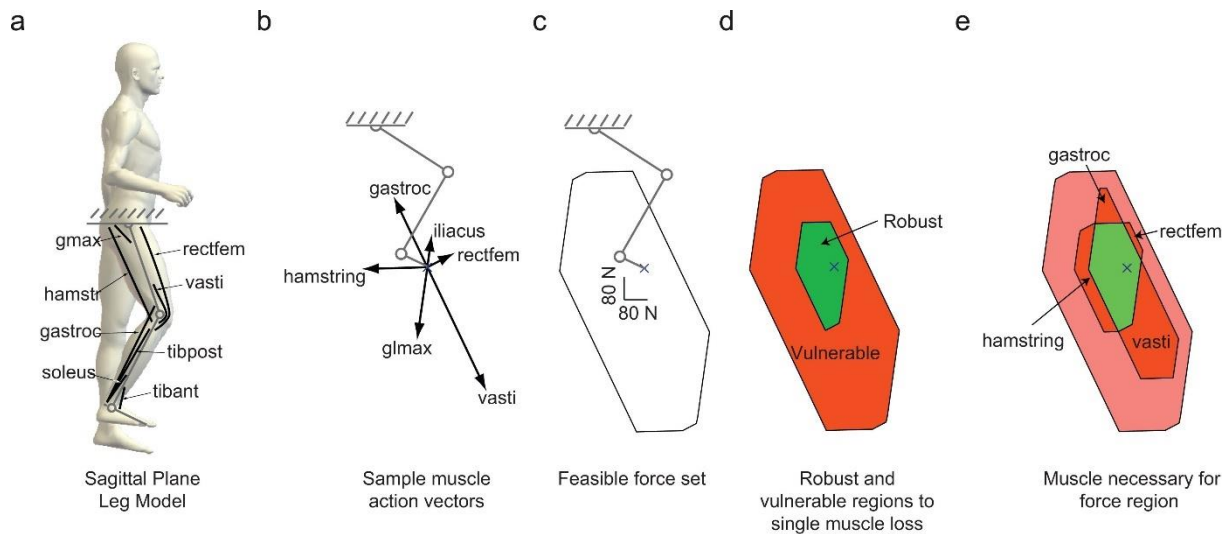 a
gmax
rectfem
hamstr
vasti
gastroc
tibpost
soleus
tibant
Sagittal Plane
Leg Model
b
gastroc
iliacus
rectfem
hamstring
glmax
vasti
Sample muscle
action vectors
c
80 N
80 N
Feasible force set
d
Robust
Vulnerable
Robust and
vulnerable regions to
single muscle loss
e
gastroc
rectfem
hamstring
vasti
Muscle necessary for
force region